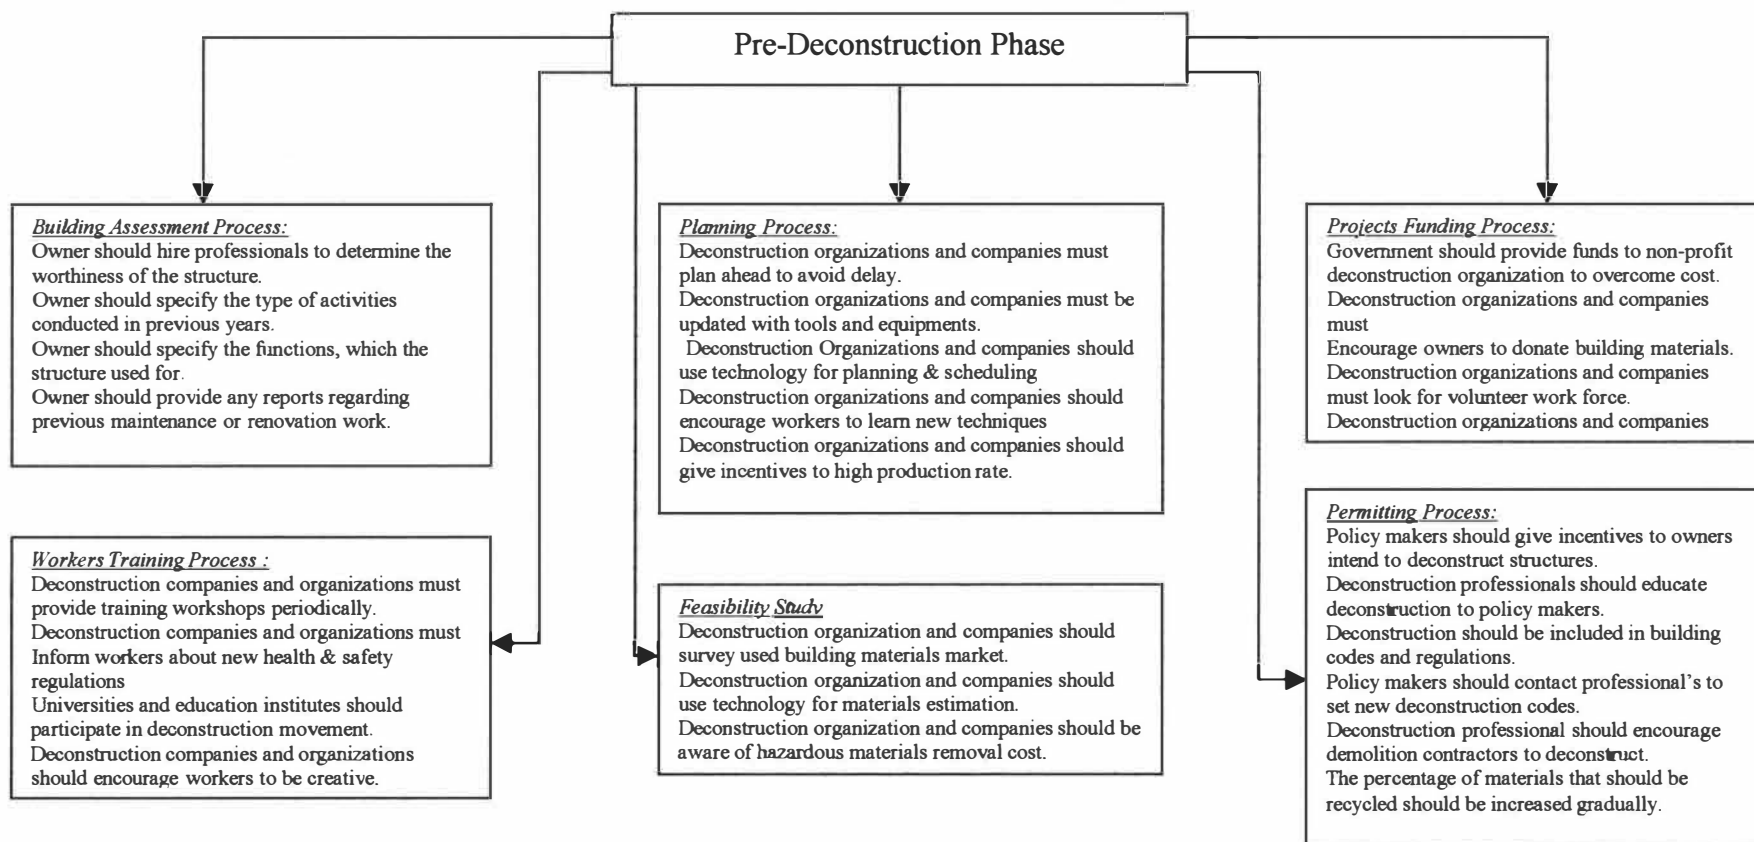 Pre-Deconstruction Phase
Building Assessment Process:
Owner should hire professionals to determine the
worthiness of the structure.
Owner should specify the type of activities
conducted in previous years.
Owner should specify the functions, which the
structure used for.
Owner should provide any reports regarding
previous maintenance or renovation work.
Planning Process:
Deconstruction organizations and companies must
plan ahead to avoid delay.
Deconstruction organizations and companies must be
updated with tools and equipments.
Deconstruction Organizations and companies should
use technology for planning & scheduling
Deconstruction organizations and companies should
encourage workers to learn new techniques
Deconstruction organizations and companies should
give incentives to high production rate.
Projects Funding Process:
Government should provide funds to non-profit
deconstruction organization to overcome cost.
Deconstruction organizations and companies
must
Encourage owners to donate building materials.
Deconstruction organizations and companies
must look for volunteer work force.
Deconstruction organizations and companies
Workers Training Process :
Deconstruction companies and organizations must
provide training workshops periodically.
Deconstruction companies and organizations must
Inform workers about new health & safety
regulations
Universities and education institutes should
participate in deconstruction movement.
Deconstruction companies and organizations
should encourage workers to be creative.
Feasibility Study
Deconstruction organization and companies should
survey used building materials market.
Deconstruction organization and companies should
use technology for materials estimation.
Deconstruction organization and companies should be
aware of hazardous materials removal cost.
Permitting Process:
Policy makers should give incentives to owners
intend to deconstruct structures.
Deconstruction professionals should educate
deconstruction to policy makers.
Deconstruction should be included in building
codes and regulations.
Policy makers should contact professional's to
set new deconstruction codes.
Deconstruction professional should encourage
demolition contractors to deconstruct.
The percentage of materials that should be
recycled should be increased gradually.